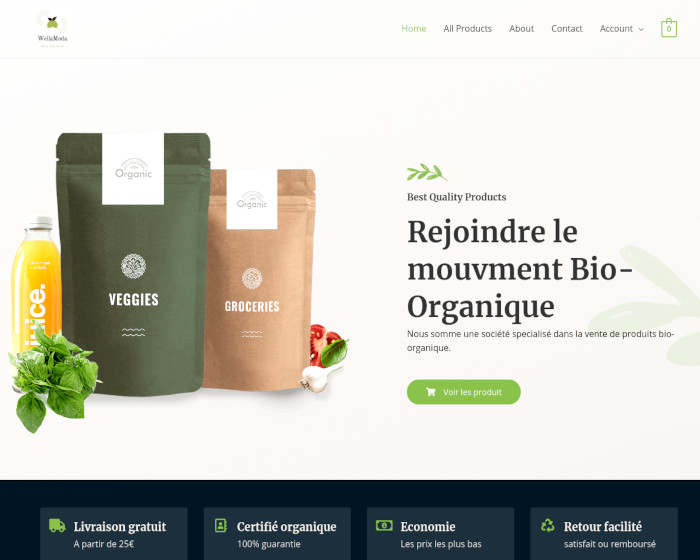 WellaModa
Home
All Products
About
Contact
Account
0
Organic
Organic
juice.
VEGGIES
GROCERIES
Best Quality Products
Rejoindre le
mouvment Bio-
Organique
Nous somme une société specialisé dans la vente de produits bio-
organique.
Voir les produit
Livraison gratuit
A partir de 25€
Certifié organique
100% guarantie
Economie
Les prix les plus bas
Retour facilité
satisfait ou remboursé